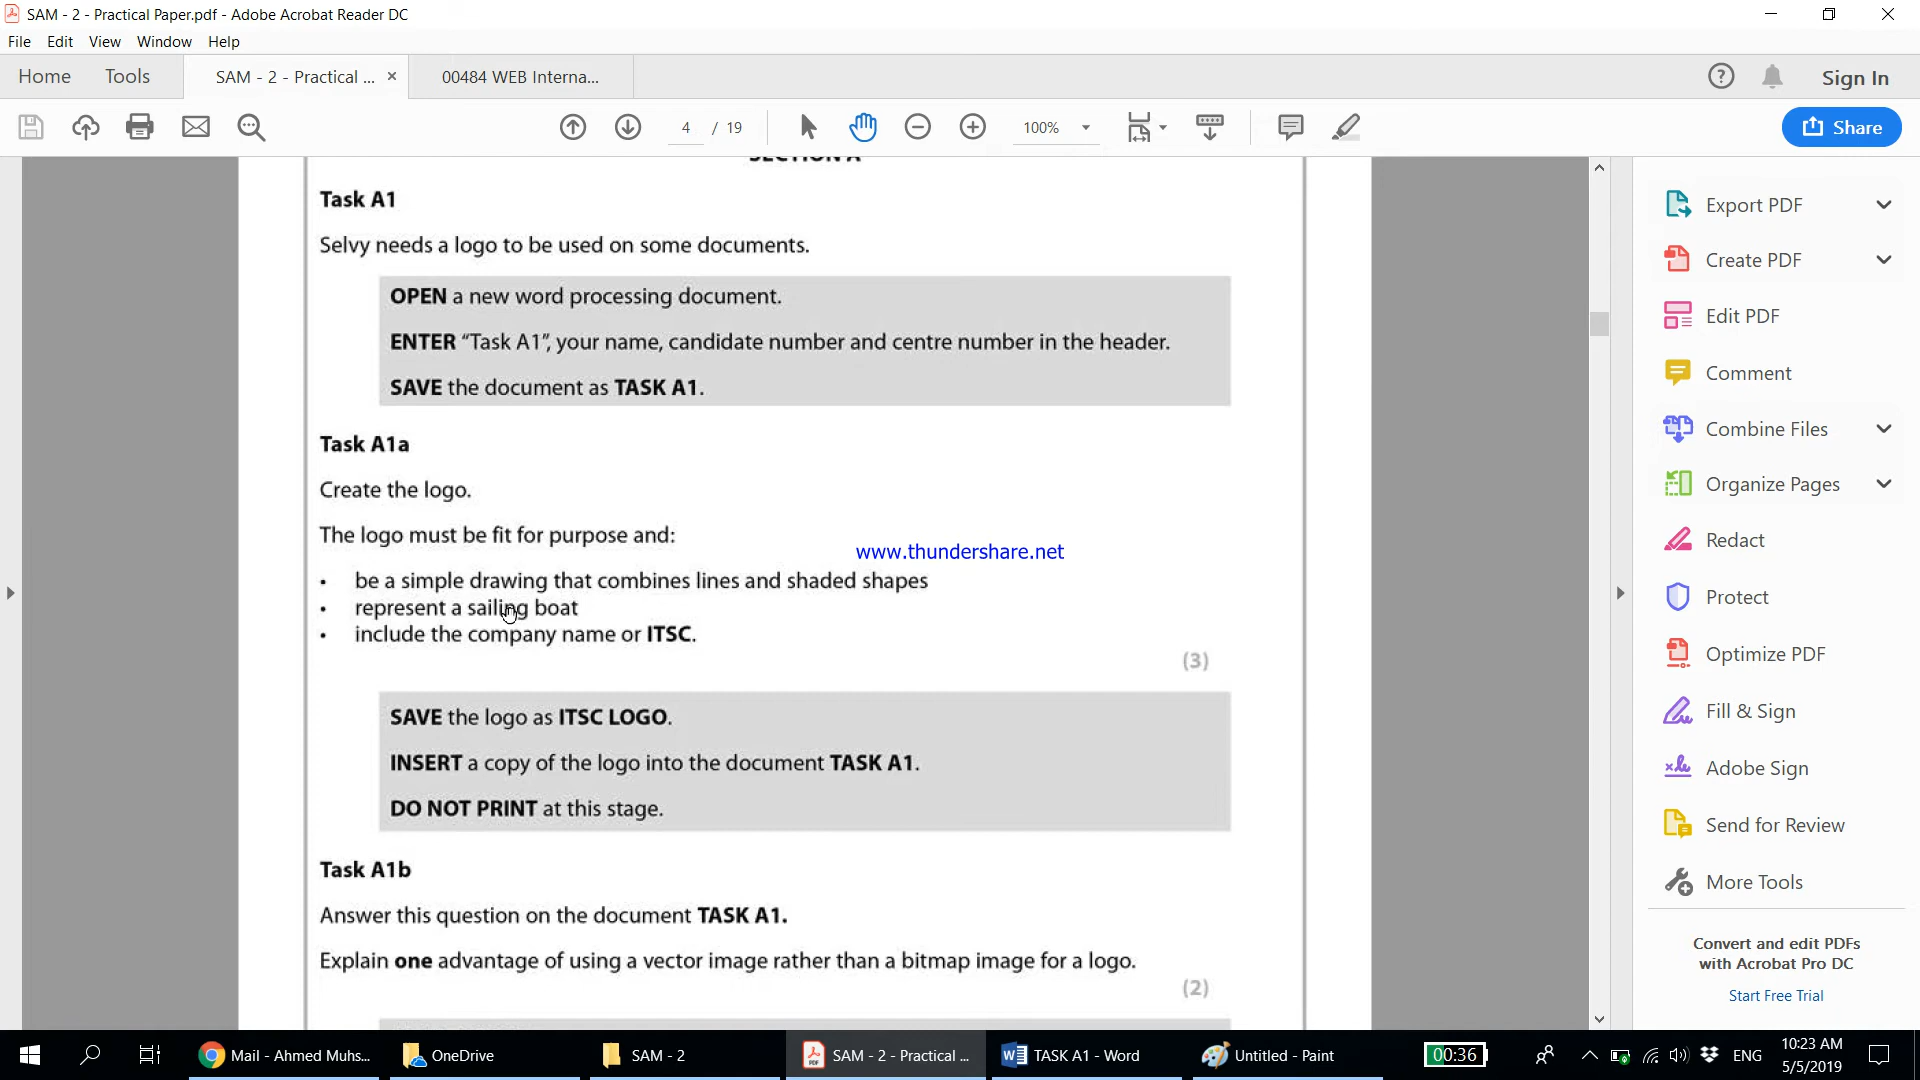 SAM - 2 - Practical Paper.pdf - Adobe Acrobat Reader DC
File Edit View Window Help
Home Tools SAM - 2 - Practical ... × 00484 WEB Interna... Sign In
4 / 19 100% Share
SECTION A
Task A1
Selvy needs a logo to be used on some documents.
OPEN a new word processing document.
ENTER “Task A1”, your name, candidate number and centre number in the header.
SAVE the document as TASK A1.
Task A1a
Create the logo.
The logo must be fit for purpose and:
www.thundershare.net
• be a simple drawing that combines lines and shaded shapes
• represent a sailing boat
• include the company name or ITSC.
(3)
SAVE the logo as ITSC LOGO.
INSERT a copy of the logo into the document TASK A1.
DO NOT PRINT at this stage.
Task A1b
Answer this question on the document TASK A1.
Explain one advantage of using a vector image rather than a bitmap image for a logo.
(2)
Export PDF
Create PDF
Edit PDF
Comment
Combine Files
Organize Pages
Redact
Protect
Optimize PDF
Fill & Sign
Adobe Sign
Send for Review
More Tools
Convert and edit PDFs
with Acrobat Pro DC
Start Free Trial
Mail - Ahmed Muhs... OneDrive SAM - 2 SAM - 2 - Practical ... TASK A1 - Word Untitled - Paint 00:36 ENG 10:23 AM
5/5/2019